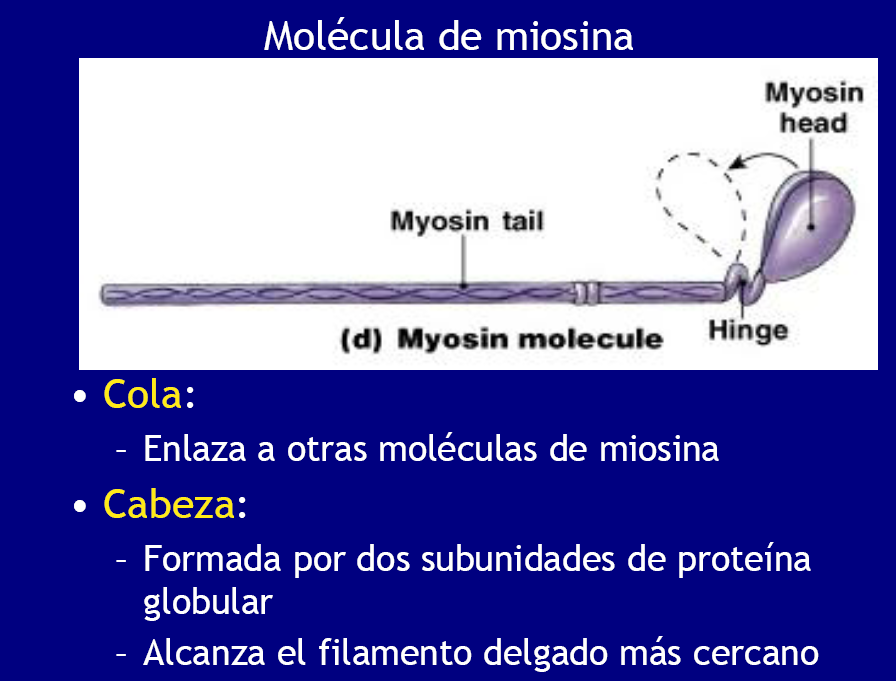 Molécula de miosina
Myosin
head
Myosin tail
(d) Myosin molecule
Hinge
• Cola:
– Enlaza a otras moléculas de miosina
• Cabeza:
– Formada por dos subunidades de proteína
globular
– Alcanza el filamento delgado más cercano